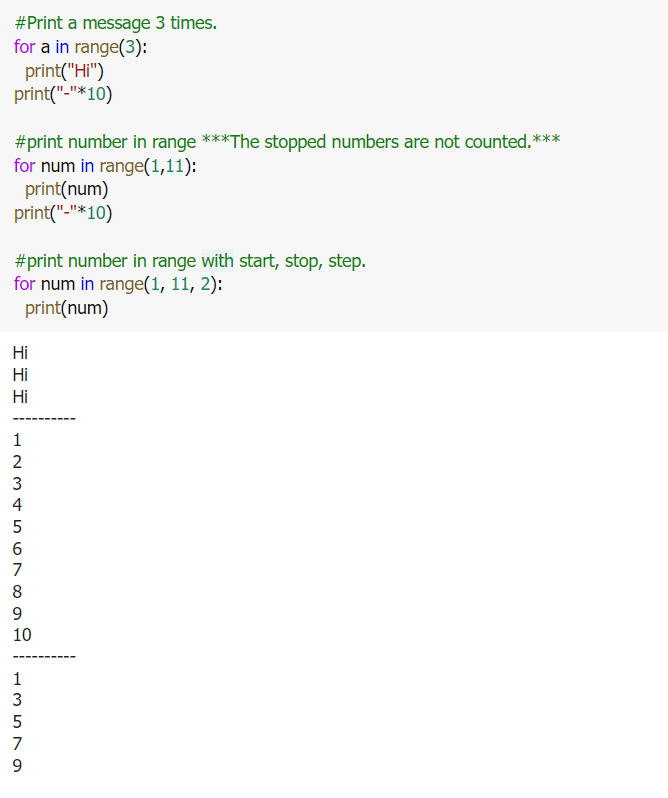 #Print a message 3 times.
for a in range(3):
  print("Hi")
print("-"*10)

#print number in range ***The stopped numbers are not counted.***
for num in range(1,11):
  print(num)
print("-"*10)

#print number in range with start, stop, step.
for num in range(1, 11, 2):
  print(num)

Hi
Hi
Hi
----------
1
2
3
4
5
6
7
8
9
10
----------
1
3
5
7
9